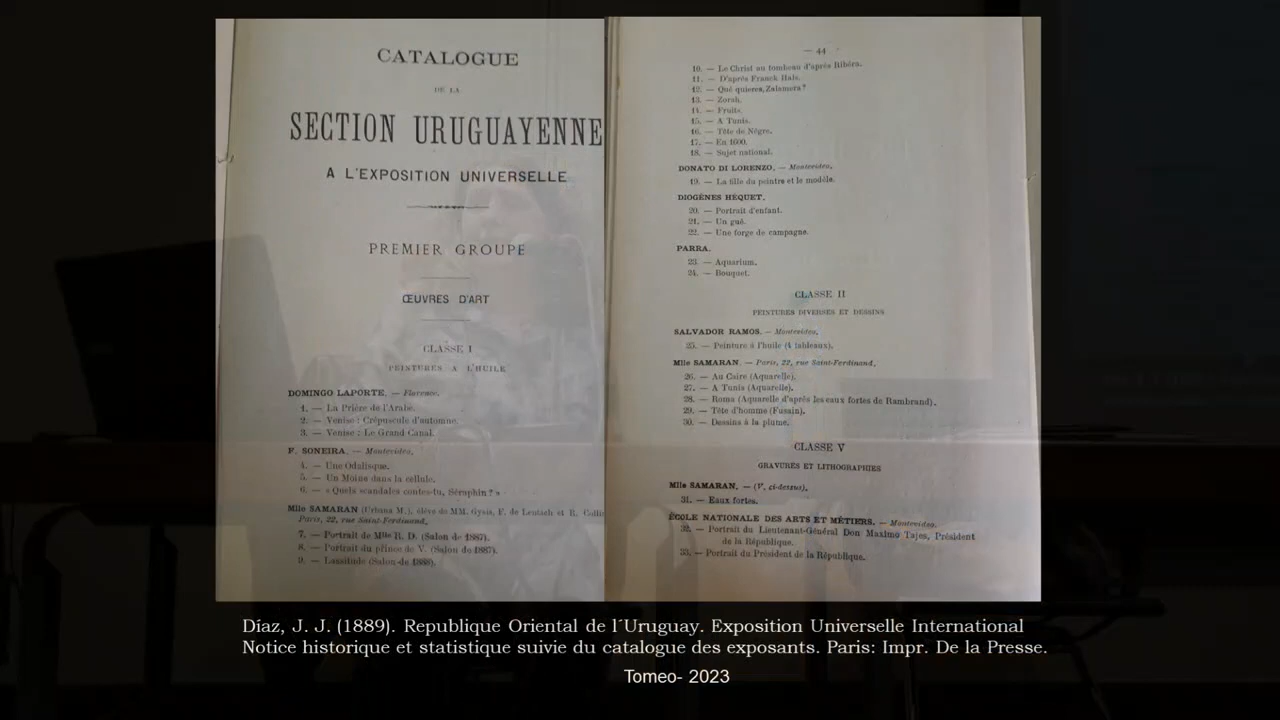 CATALOGUE
DE LA
SECTION URUGUAYENNE
A L'EXPOSITION UNIVERSELLE
PREMIER GROUPE
ŒUVRES D'ART
CLASSE I
PEINTURES A L'HUILE
DOMINGO LAPORTE. — Florence.
1. — La Prière de l'Arabe.
2. — Venise : Crépuscule d'automne.
3. — Venise : Le Grand Canal.
F. SONEIRA. — Montevideo.
4. — Une Odalisque.
5. — Un Moine dans la cellule.
6. — « Quels scandales contes-tu, Séraphin ? »
Mlle SAMARAN (Urbana M.), élève de MM. Gysis, F. de Lentsch et R. Collin
Paris, 22, rue Saint-Ferdinand.
7. — Portrait de Mlle R. D. (Salon de 1887).
8. — Portrait du prince de V. (Salon de 1887).
9. — Lassitude (Salon de 1888).
— 44
10. — Le Christ au tombeau d'après Ribéra.
11. — D'après Franck Hals.
12. — Qué quieres, Zalamera ?
13. — Zorah.
14. — Fruits.
15. — A Tunis.
16. — Tête de Nègre.
17. — En 1600.
18. — Sujet national.
DONATO DI LORENZO. — Montevideo.
19. — La fille du peintre et le modèle.
DIOGÈNES HÉQUET.
20. — Portrait d'enfant.
21. — Un gué.
22. — Une forge de campagne.
PARRA.
23. — Aquarium.
24. — Bouquet.
CLASSE II
PEINTURES DIVERSES ET DESSINS
SALVADOR RAMOS. — Montevideo.
25. — Peinture à l'huile (4 tableaux).
Mlle SAMARAN. — Paris, 22, rue Saint-Ferdinand.
26. — Au Caire (Aquarelle).
27. — A Tunis (Aquarelle).
28. — Roma (Aquarelle d'après les eaux fortes de Rambrand).
29. — Tête d'homme (Fusain).
30. — Dessins à la plume.
CLASSE V
GRAVURES ET LITHOGRAPHIES
Mlle SAMARAN. — (V. ci-dessus).
31. — Eaux fortes.
ÉCOLE NATIONALE DES ARTS ET MÉTIERS. — Montevideo.
32. — Portrait du Lieutenant-Général Don Maximo Tajes, Président
de la République.
33. — Portrait du Président de la République.
Díaz, J. J. (1889). Republique Oriental de l´Uruguay. Exposition Universelle International
Notice historique et statistique suivie du catalogue des exposants. Paris: Impr. De la Presse.
Tomeo- 2023